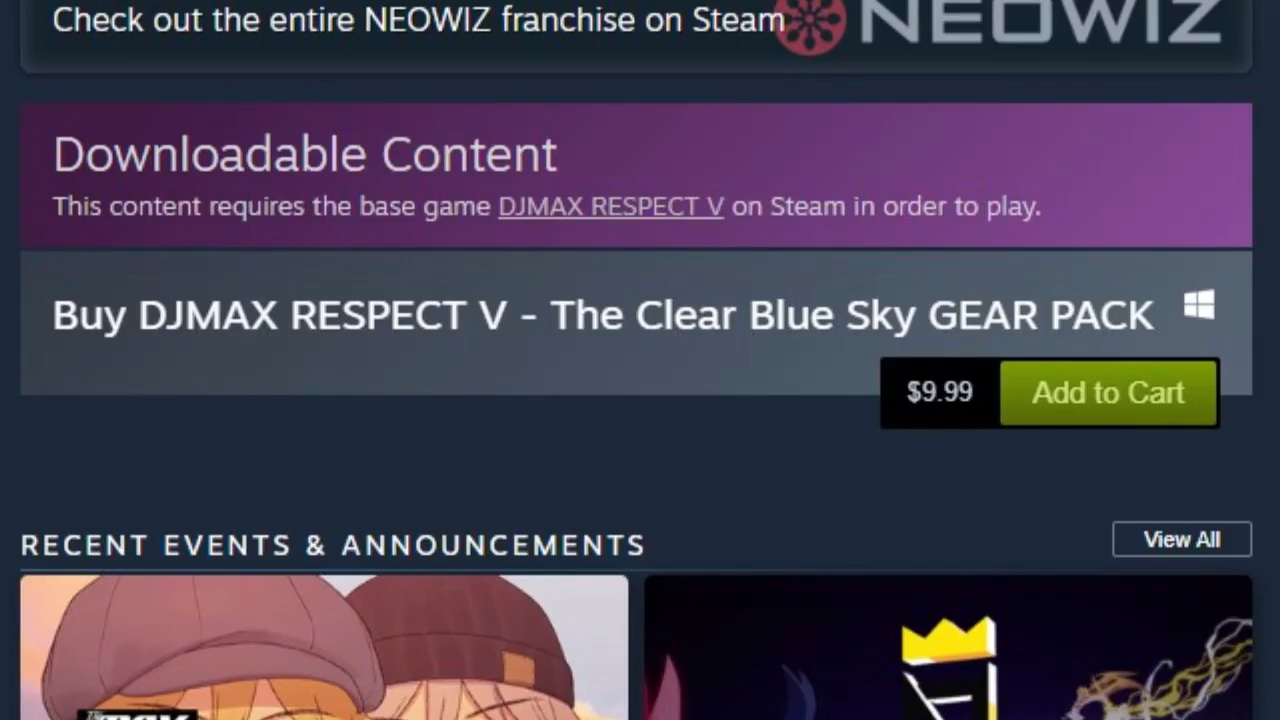 Check out the entire NEOWIZ franchise on Steam
NEOWIZ
Downloadable Content
This content requires the base game DJMAX RESPECT V on Steam in order to play.
Buy DJMAX RESPECT V - The Clear Blue Sky GEAR PACK
$9.99
Add to Cart
RECENT EVENTS & ANNOUNCEMENTS
View All